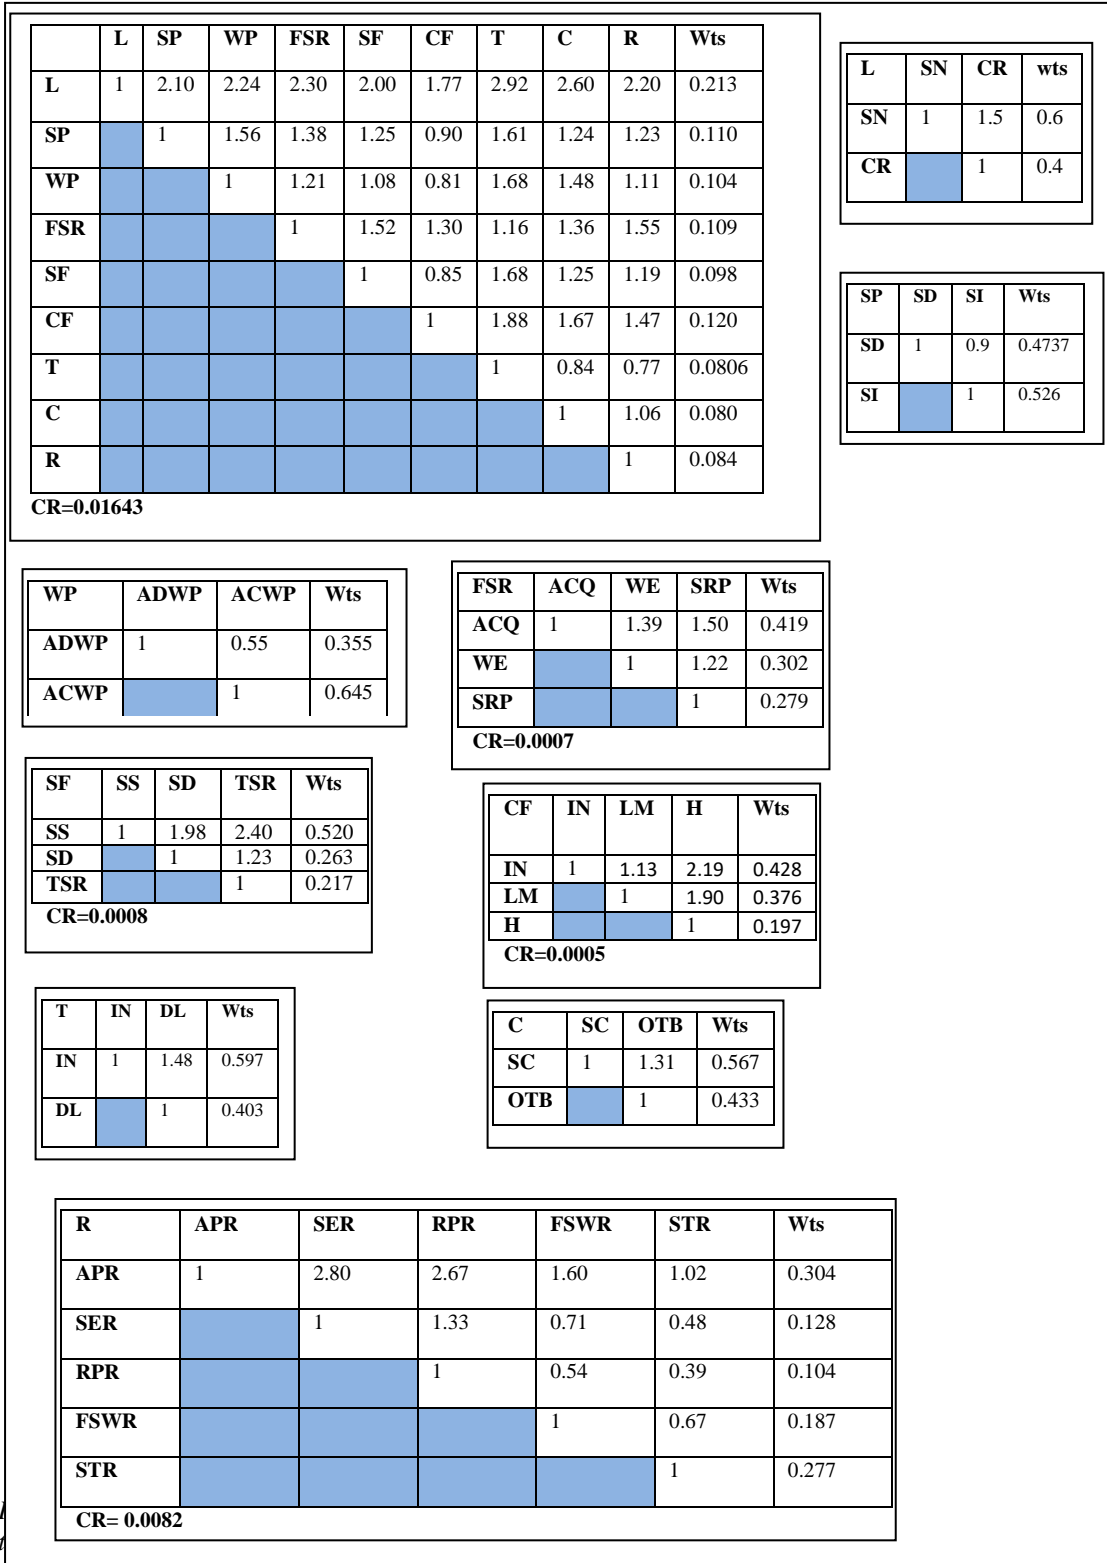 L SP WP FSR SF CF T C R Wts
L 1 2.10 2.24 2.30 2.00 1.77 2.92 2.60 2.20 0.213
SP 1 1.56 1.38 1.25 0.90 1.61 1.24 1.23 0.110
WP 1 1.21 1.08 0.81 1.68 1.48 1.11 0.104
FSR 1 1.52 1.30 1.16 1.36 1.55 0.109
SF 1 0.85 1.68 1.25 1.19 0.098
CF 1 1.88 1.67 1.47 0.120
T 1 0.84 0.77 0.0806
C 1 1.06 0.080
R 1 0.084
CR=0.01643
L SN CR wts
SN 1 1.5 0.6
CR 1 0.4
SP SD SI Wts
SD 1 0.9 0.4737
SI 1 0.526
WP ADWP ACWP Wts
ADWP 1 0.55 0.355
ACWP 1 0.645
FSR ACQ WE SRP Wts
ACQ 1 1.39 1.50 0.419
WE 1 1.22 0.302
SRP 1 0.279
CR=0.0007
SF SS SD TSR Wts
SS 1 1.98 2.40 0.520
SD 1 1.23 0.263
TSR 1 0.217
CR=0.0008
CF IN LM H Wts
IN 1 1.13 2.19 0.428
LM 1 1.90 0.376
H 1 0.197
CR=0.0005
T IN DL Wts
IN 1 1.48 0.597
DL 1 0.403
C SC OTB Wts
SC 1 1.31 0.567
OTB 1 0.433
R APR SER RPR FSWR STR Wts
APR 1 2.80 2.67 1.60 1.02 0.304
SER 1 1.33 0.71 0.48 0.128
RPR 1 0.54 0.39 0.104
FSWR 1 0.67 0.187
STR 1 0.277
CR= 0.0082